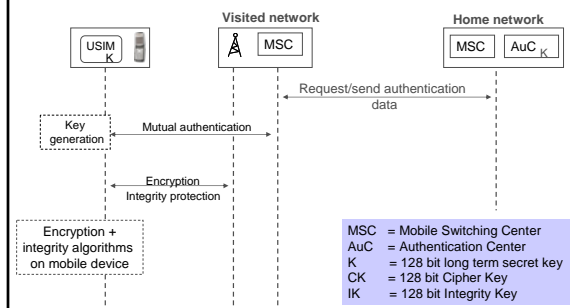 Visited network
Home network
USIM
K
MSC
MSC
AuC
K
Request/send authentication
data
Key
generation
Mutual authentication
Encryption
Integrity protection
Encryption +
integrity algorithms
on mobile device
MSC = Mobile Switching Center
AuC = Authentication Center
K = 128 bit long term secret key
CK = 128 bit Cipher Key
IK = 128 bit Integrity Key